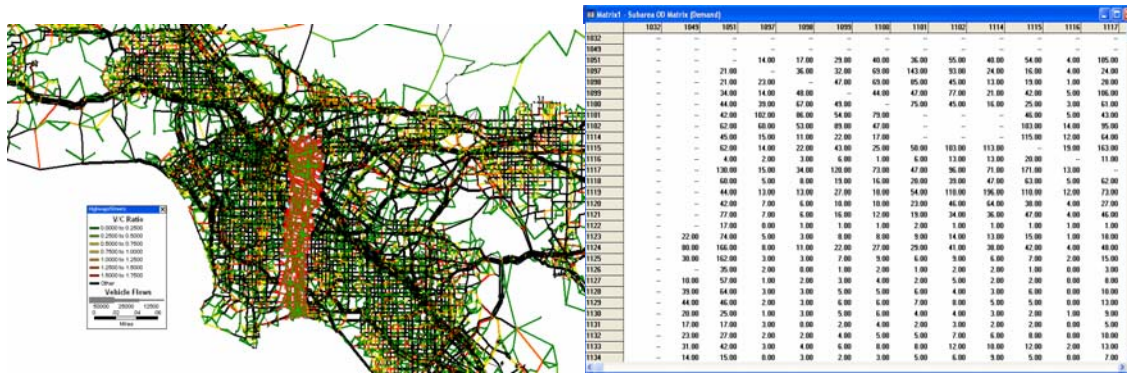 Highways/Streets
V/C Ratio
0.0000 to 0.2500
0.2500 to 0.5000
0.5000 to 0.7500
0.7500 to 1.0000
1.0000 to 1.2500
1.2500 to 1.5000
1.5000 to 1.7500
Other
Vehicle Flows
50000 25000 12500
0 .02 .04 .06
Miles
Matrix1 - Subarea OD Matrix (Demand)
1032 1049 1051 1097 1098 1099 1100 1101 1102 1114 1115 1116 1117
1032 -- -- -- -- -- -- -- -- -- -- -- -- --
1049 -- -- -- -- -- -- -- -- -- -- -- -- --
1051 -- -- -- 14.00 17.00 29.00 40.00 36.00 55.00 48.00 54.00 4.00 105.00
1097 -- -- 21.00 -- 36.00 32.00 69.00 143.00 93.00 24.00 16.00 4.00 24.00
1098 -- -- 21.00 23.00 -- 47.00 69.00 85.00 45.00 13.00 19.00 1.00 28.00
1099 -- -- 34.00 14.00 48.00 -- 44.00 47.00 77.00 21.00 42.00 5.00 106.00
1100 -- -- 44.00 39.00 67.00 49.00 -- 75.00 45.00 16.00 25.00 3.00 61.00
1101 -- -- 42.00 102.00 86.00 54.00 79.00 -- -- -- 46.00 5.00 43.00
1102 -- -- 62.00 60.00 53.00 89.00 47.00 -- -- -- 103.00 14.00 95.00
1114 -- -- 45.00 15.00 11.00 22.00 17.00 -- -- -- 115.00 12.00 64.00
1115 -- -- 62.00 14.00 22.00 43.00 25.00 50.00 103.00 113.00 -- 19.00 163.00
1116 -- -- 4.00 2.00 3.00 6.00 1.00 6.00 13.00 13.00 20.00 -- 11.00
1117 -- -- 130.00 15.00 34.00 120.00 73.00 47.00 96.00 71.00 171.00 13.00 --
1118 -- -- 60.00 5.00 8.00 19.00 16.00 20.00 39.00 47.00 63.00 5.00 62.00
1119 -- -- 44.00 13.00 13.00 27.00 18.00 54.00 110.00 196.00 110.00 12.00 73.00
1120 -- -- 42.00 7.00 6.00 10.00 10.00 23.00 46.00 64.00 38.00 4.00 27.00
1121 -- -- 77.00 7.00 6.00 16.00 12.00 19.00 34.00 36.00 47.00 4.00 46.00
1122 -- -- 17.00 0.00 1.00 1.00 1.00 2.00 1.00 1.00 1.00 0.00 1.00
1123 -- 22.00 74.00 5.00 3.00 8.00 8.00 9.00 14.00 13.00 15.00 1.00 18.00
1124 -- 80.00 166.00 8.00 11.00 22.00 27.00 29.00 41.00 38.00 42.00 4.00 48.00
1125 -- 30.00 162.00 3.00 3.00 7.00 9.00 6.00 9.00 6.00 7.00 2.00 15.00
1126 -- -- 35.00 2.00 0.00 1.00 2.00 1.00 2.00 2.00 1.00 0.00 3.00
1127 -- 10.00 57.00 1.00 2.00 3.00 4.00 2.00 5.00 2.00 2.00 0.00 8.00
1128 -- 39.00 64.00 3.00 3.00 5.00 5.00 6.00 4.00 3.00 6.00 0.00 10.00
1129 -- 44.00 46.00 2.00 3.00 6.00 6.00 7.00 8.00 5.00 5.00 0.00 13.00
1130 -- 20.00 25.00 1.00 3.00 5.00 6.00 4.00 4.00 3.00 2.00 1.00 9.00
1131 -- 17.00 17.00 3.00 0.00 2.00 4.00 2.00 3.00 2.00 2.00 0.00 5.00
1132 -- 23.00 27.00 2.00 2.00 4.00 5.00 5.00 7.00 6.00 8.00 0.00 10.00
1133 -- 31.00 42.00 3.00 4.00 6.00 8.00 8.00 12.00 10.00 12.00 2.00 13.00
1134 -- 14.00 15.00 0.00 3.00 2.00 3.00 5.00 6.00 9.00 5.00 0.00 7.00